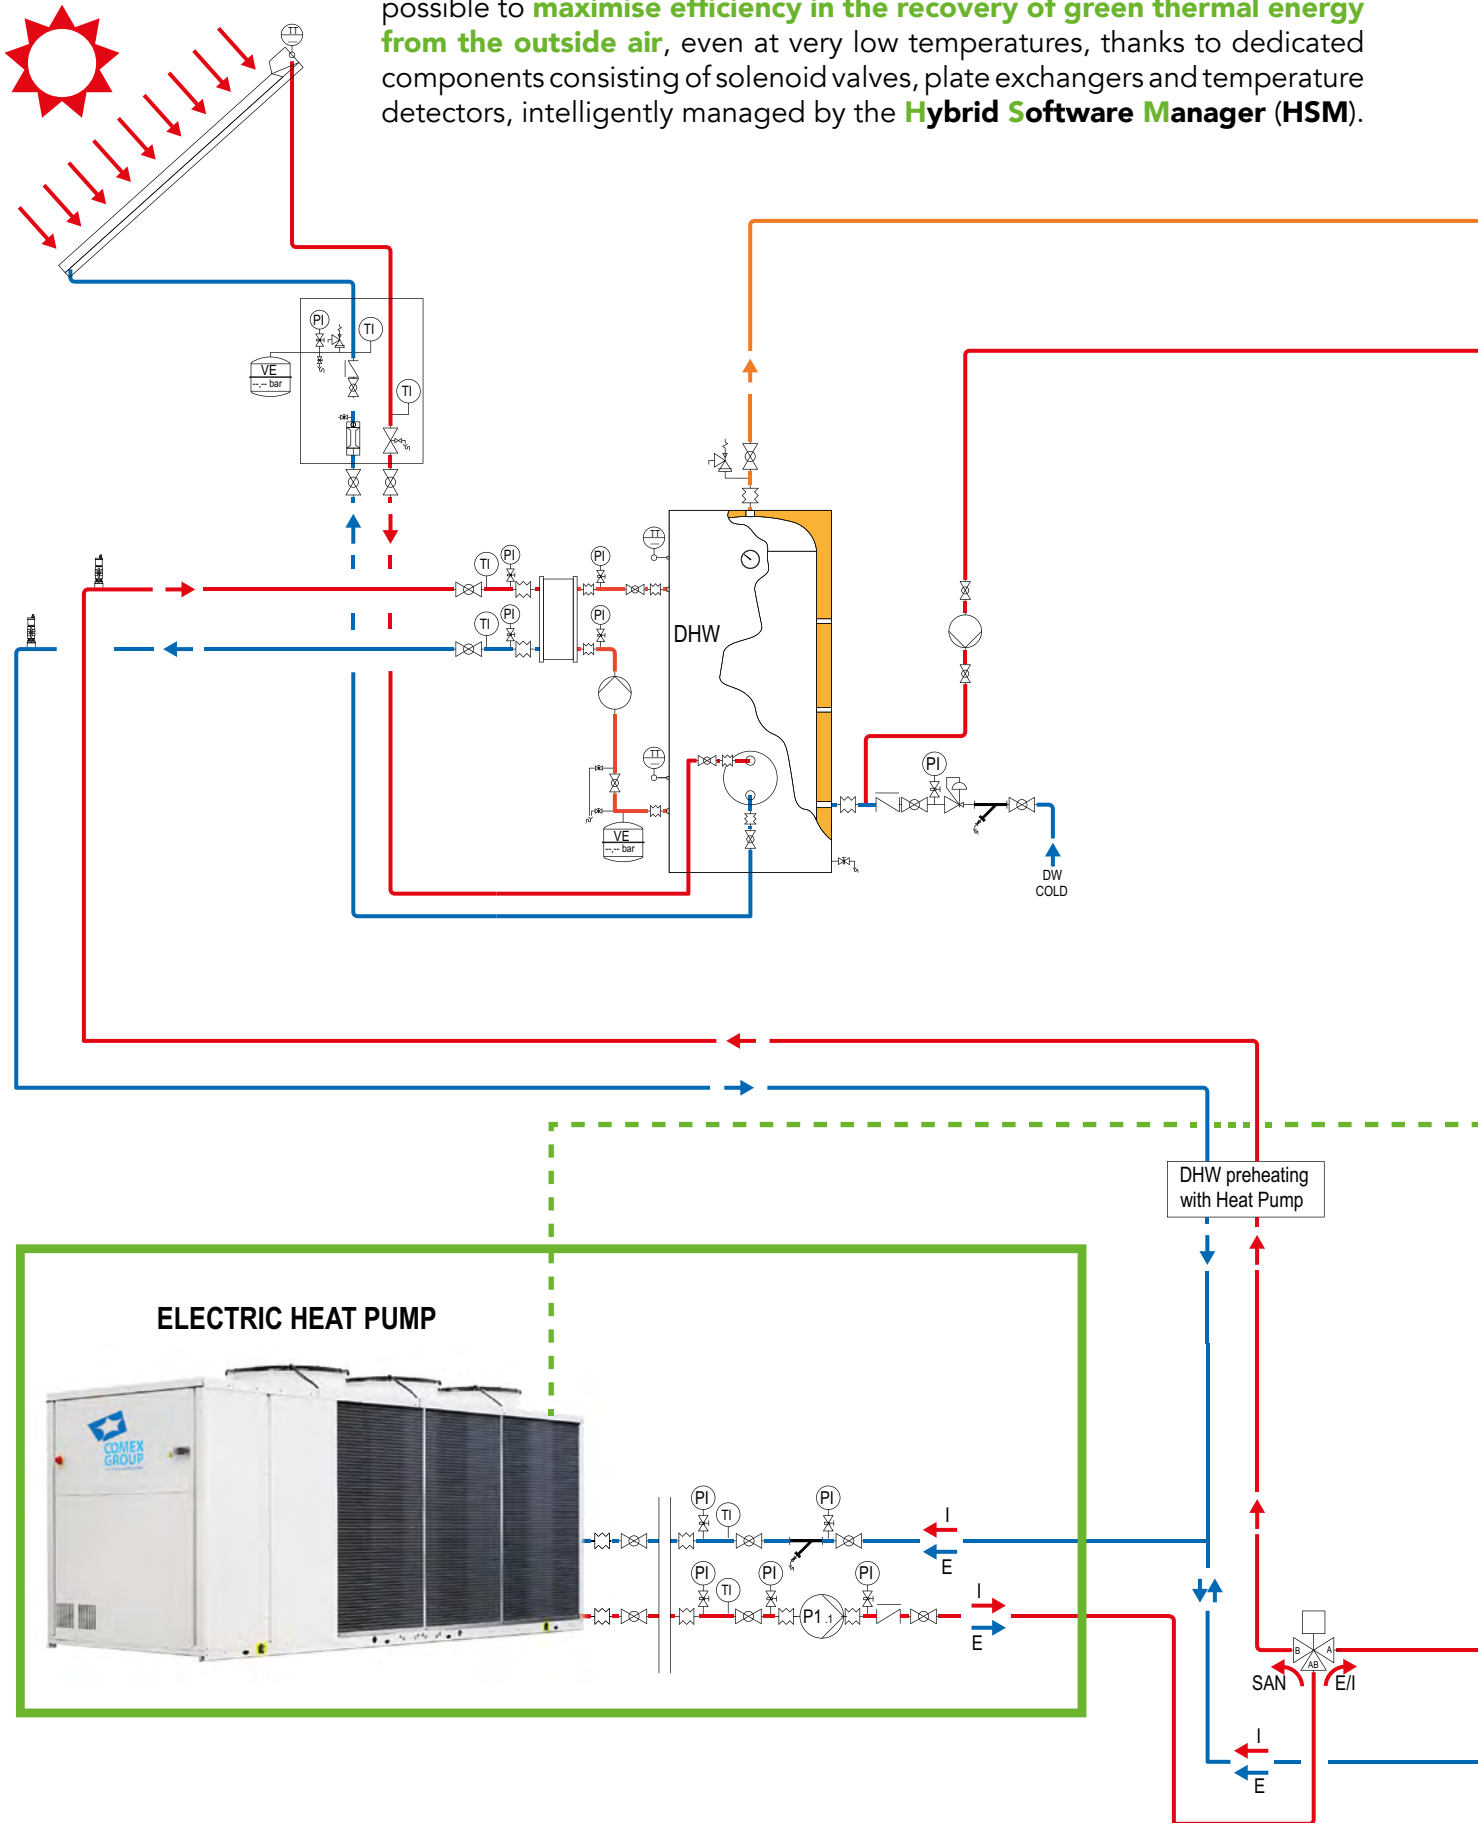 possible to maximise efficiency in the recovery of green thermal energy
from the outside air, even at very low temperatures, thanks to dedicated
components consisting of solenoid valves, plate exchangers and temperature
detectors, intelligently managed by the Hybrid Software Manager (HSM).
TT
PI
TI
VE
--,-- bar
TI
TT
TI
PI
PI
TI
PI
PI
DHW
TT
PI
VE
--,-- bar
DW
COLD
DHW preheating
with Heat Pump
ELECTRIC HEAT PUMP
COMEX
GROUP
PI
TI
PI
I
E
PI
TI
PI
P1.1
PI
I
E
B
A
AB
SAN
E/I
I
E